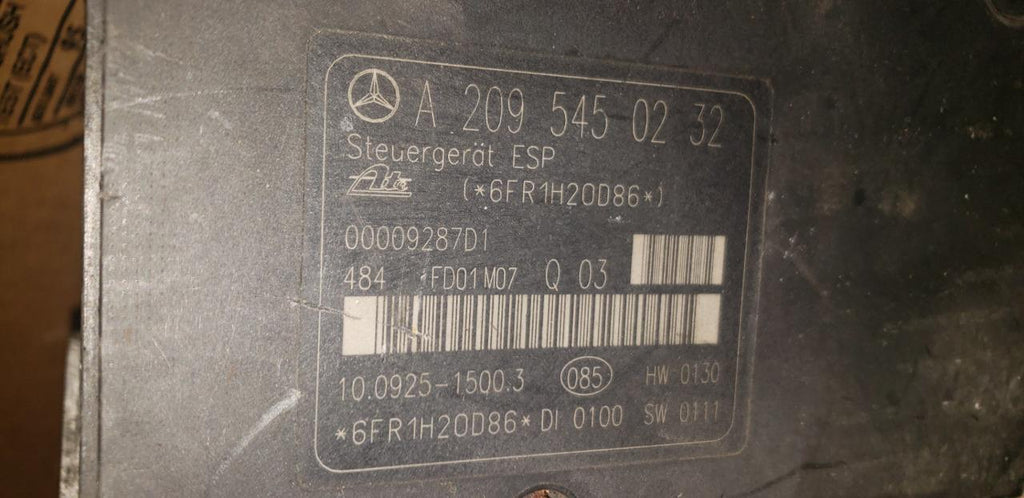 A 209 545 02 32
Steuergerät ESP
Ate (*6FR1H20D86*)
00009287D1
484 FD01M07 Q 03
10.0925-1500.3 085 HW 0130
*6FR1H20D86* DI 0100 SW 0111